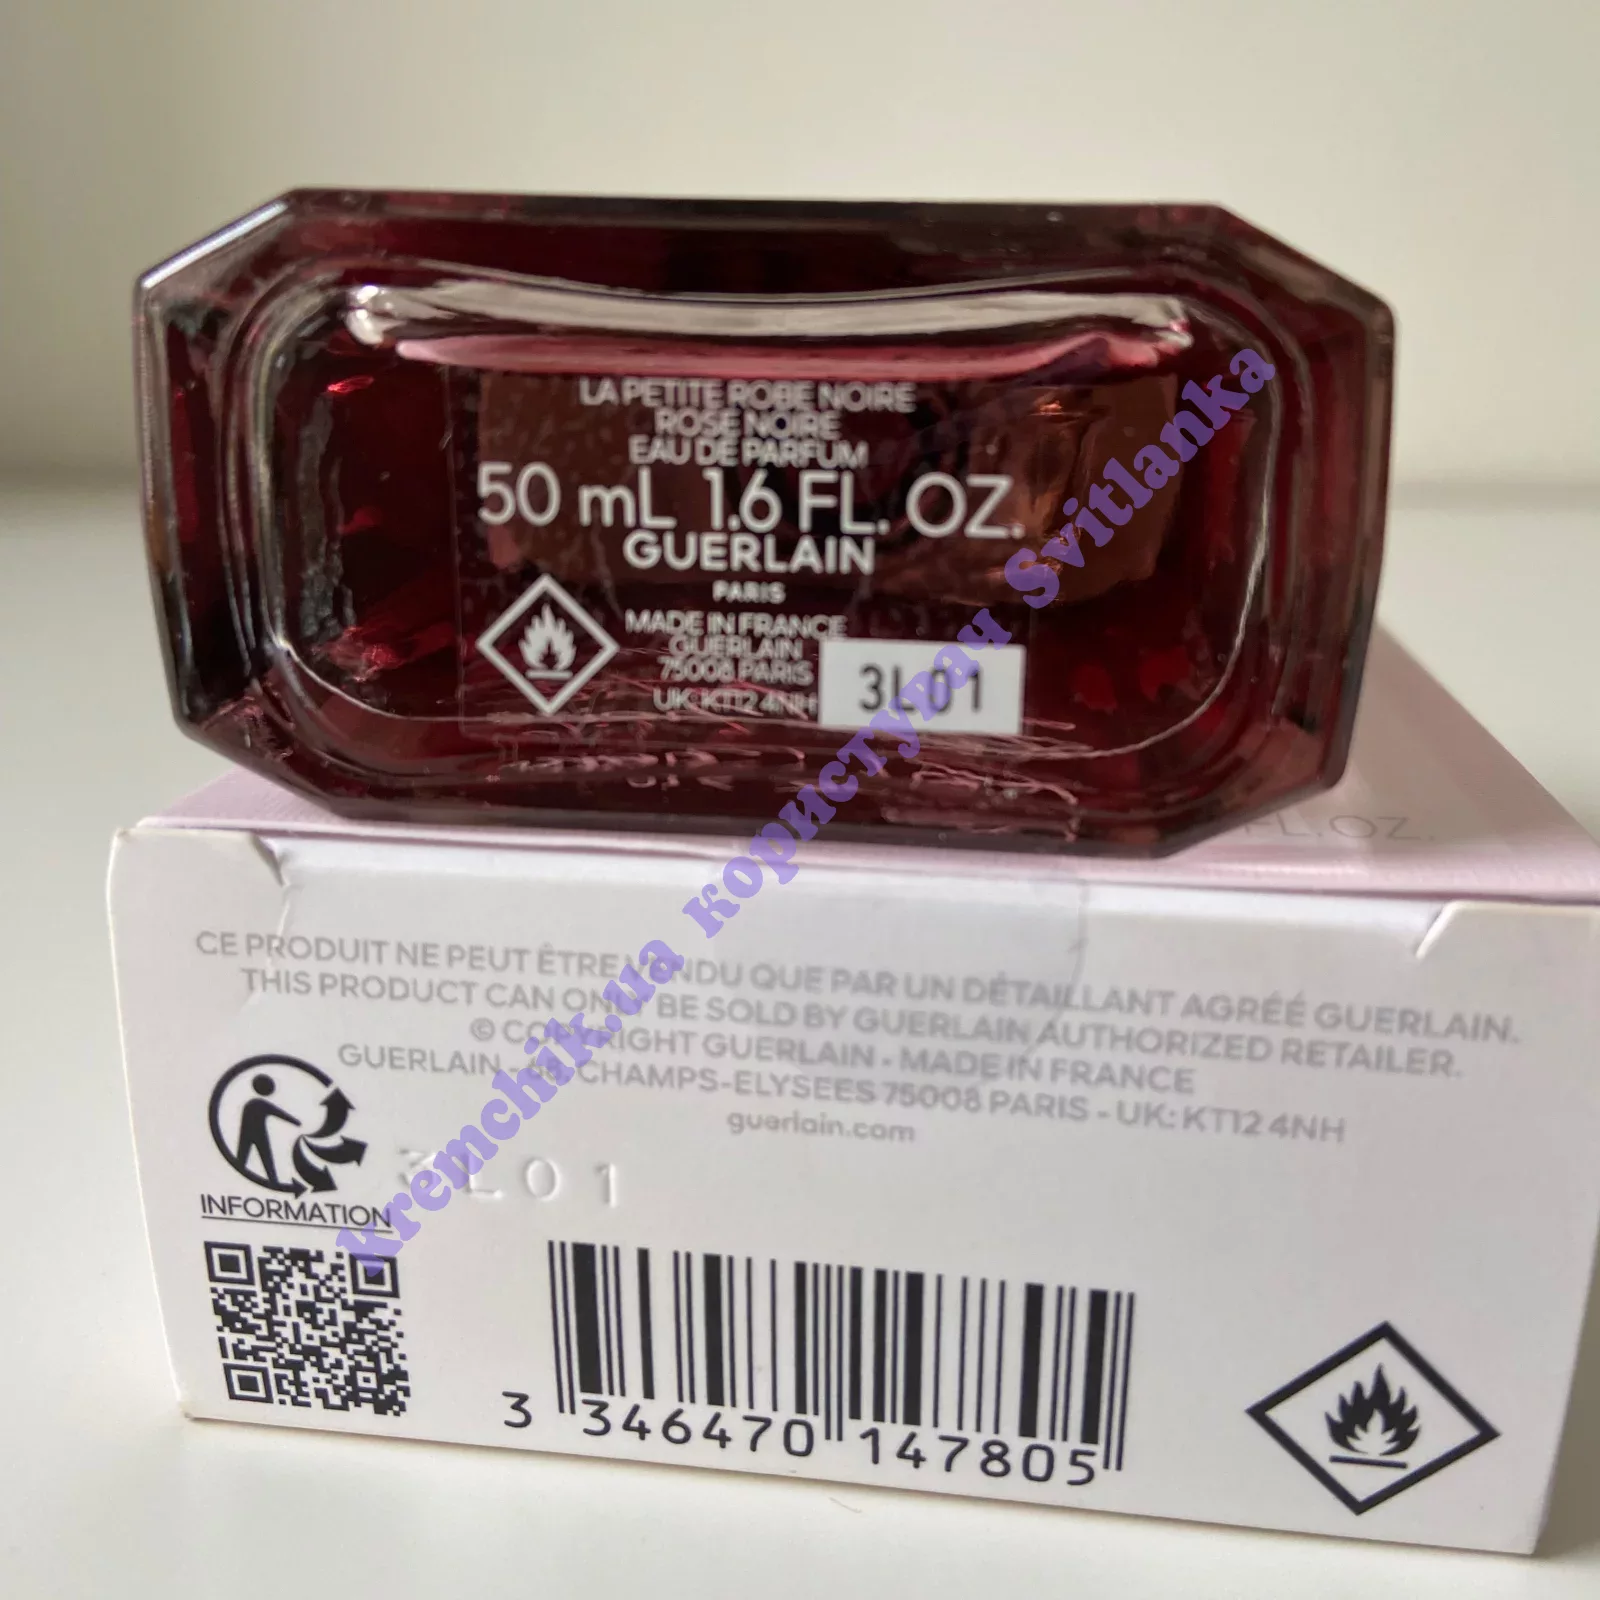 LA PETITE ROBE NOIRE
ROSE NOIRE
EAU DE PARFUM
50 mL 1.6 FL. OZ.
GUERLAIN
PARIS
MADE IN FRANCE
GUERLAIN
75008 PARIS
UK: KT12 4NH
3L01
FL.OZ.
CE PRODUIT NE PEUT ÊTRE VENDU QUE PAR UN DÉTAILLANT AGRÉÉ GUERLAIN.
THIS PRODUCT CAN ONLY BE SOLD BY GUERLAIN AUTHORIZED RETAILER.
© COPYRIGHT GUERLAIN - MADE IN FRANCE
GUERLAIN - 68, CHAMPS-ELYSEES 75008 PARIS - UK: KT12 4NH
guerlain.com
3L01
INFORMATION
3 346470 147805
kremchik.ua користувач Svitlanka